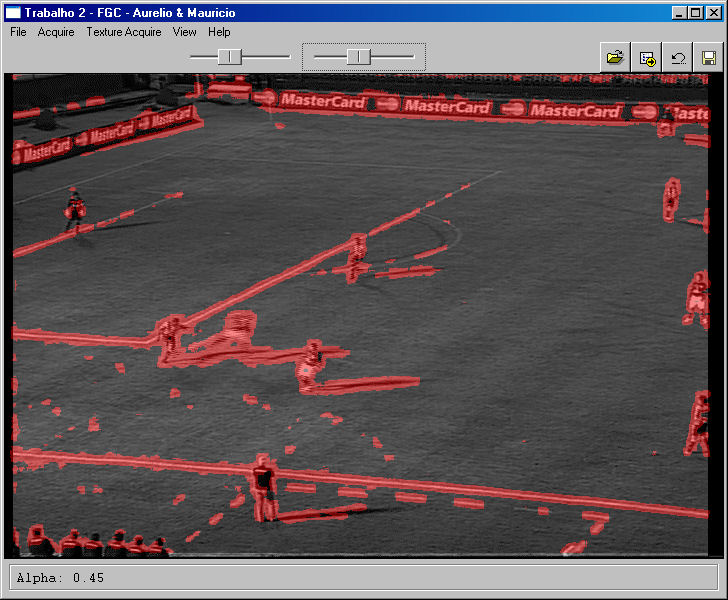 Trabalho 2 - FGC - Aurelio & Mauricio
File Acquire Texture Acquire View Help
MasterCard MasterCard MasterCard
MasterCard MasterCard MasterCard
Alpha: 0.45